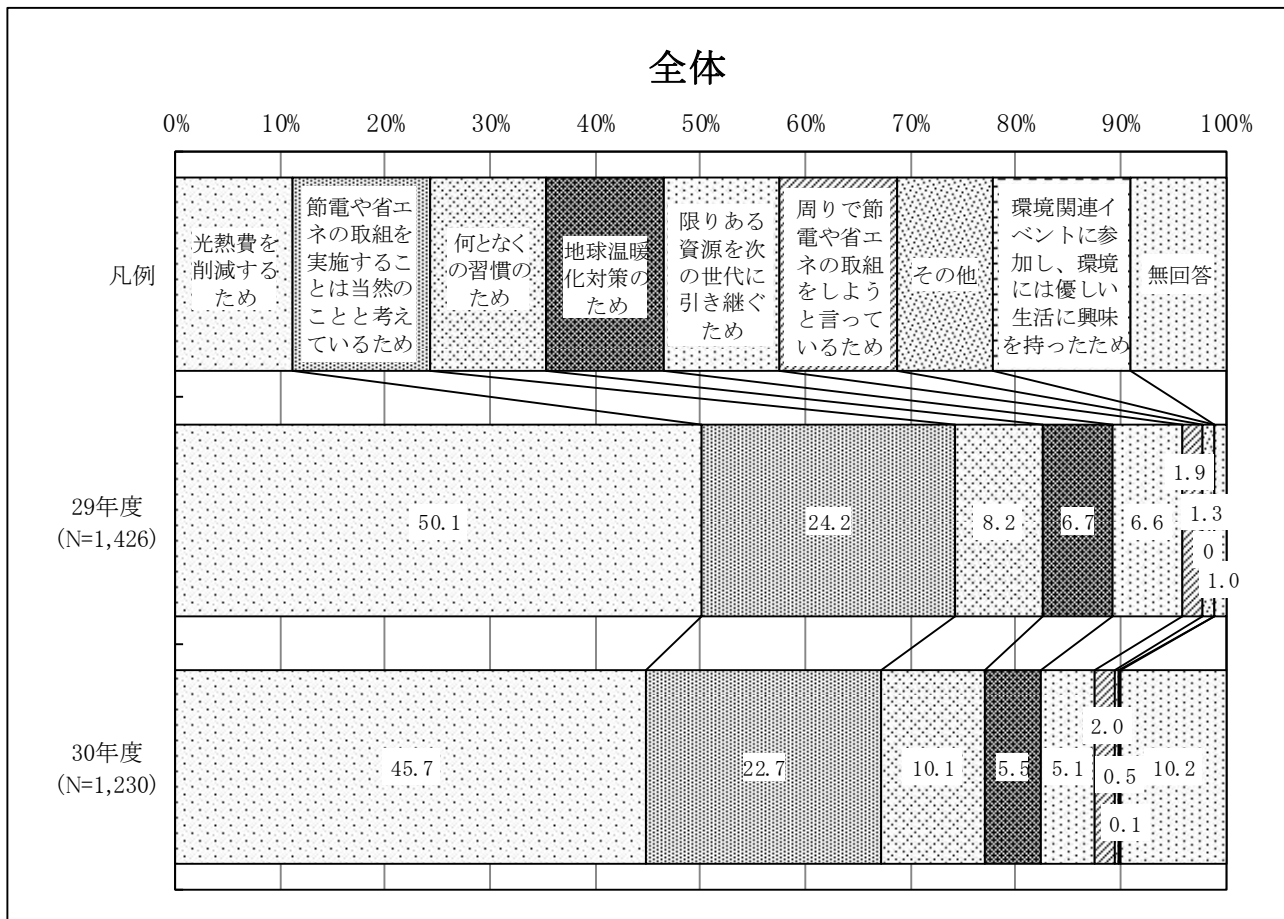 全体
0% 10% 20% 30% 40% 50% 60% 70% 80% 90% 100%
凡例
光熱費を
削減する
ため
節電や省エ
ネの取組を
実施するこ
とは当然の
ことと考え
ているため
何となく
の習慣の
ため
地球温暖
化対策の
ため
限りある
資源を次
の世代に
引き継ぐ
ため
周りで節
電や省エ
ネの取組
をしよう
と言って
いるため
その他
環境関連イ
ベントに参
加し、環境
には優しい
生活に興味
を持ったため
無回答
29年度
(N=1,426)
50.1
24.2
8.2
6.7
6.6
1.9
1.3
0
1.0
30年度
(N=1,230)
45.7
22.7
10.1
5.5
5.1
2.0
0.5
0.1
10.2